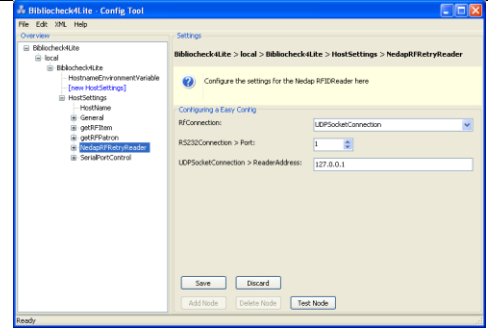 Bibliocheck4Lite - Config Tool
File Edit XML Help
Overview
Bibliocheck4Lite
local
Bibliocheck4Lite
HostnameEnvironmentVariable
[new HostSettings]
HostSettings
HostName
General
getRFItem
getRFPatron
NedapRFRetryReader
SerialPortControl
Settings
Bibliocheck4Lite > local > Bibliocheck4Lite > HostSettings > NedapRFRetryReader
Configure the settings for the Nedap RFIDReader here
Configuring a Easy Config
RfConnection: UDPSocketConnection
RS232Connection > Port: 1
UDPSocketConnection > ReaderAddress: 127.0.0.1
Save Discard
Add Node Delete Node Test Node
Ready